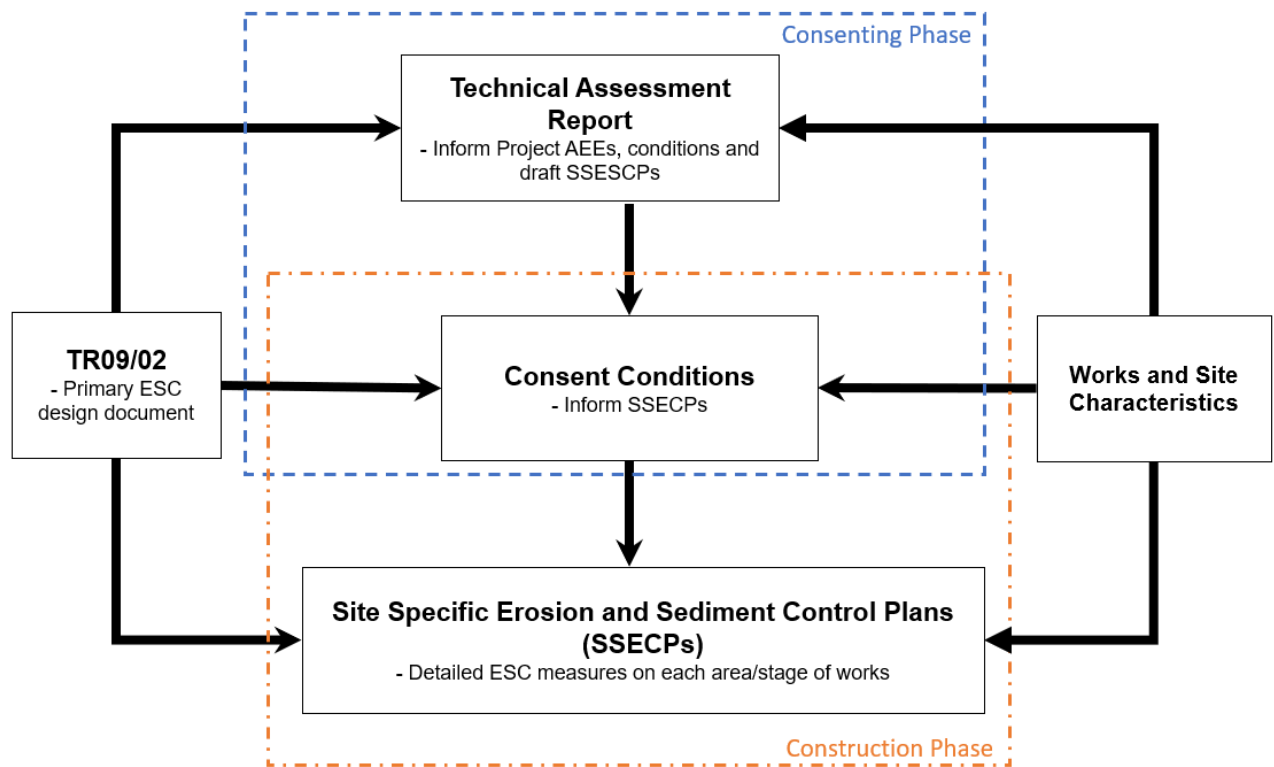 Consenting Phase
Technical Assessment
Report
- Inform Project AEEs, conditions and
draft SSESCPs
TR09/02
- Primary ESC
design document
Consent Conditions
- Inform SSECPs
Works and Site
Characteristics
Site Specific Erosion and Sediment Control Plans
(SSECPs)
- Detailed ESC measures on each area/stage of works
Construction Phase